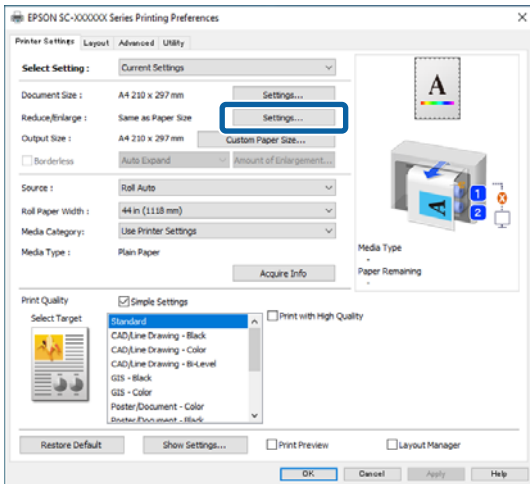 EPSON SC-XXXXXX Series Printing Preferences
Printer Settings Layout Advanced Utility
Select Setting : Current Settings
Document Size : A4 210 x 297 mm Settings...
Reduce/Enlarge : Same as Paper Size Settings...
Output Size : A4 210 x 297 mm Custom Paper Size...
Borderless Auto Expand Amount of Enlargement...
A
Source : Roll Auto
Roll Paper Width : 44 in (1118 mm)
Media Category: Use Printer Settings
Media Type : Plain Paper
Acquire Info
A
1
2
Media Type
-
Paper Remaining
-
Print Quality Simple Settings
Select Target
Standard
CAD/Line Drawing - Black
CAD/Line Drawing - Color
CAD/Line Drawing - Bi-Level
GIS - Black
GIS - Color
Poster/Document - Color
Poster/Document - Black
Print with High Quality
Restore Default Show Settings... Print Preview Layout Manager
OK Cancel Apply Help